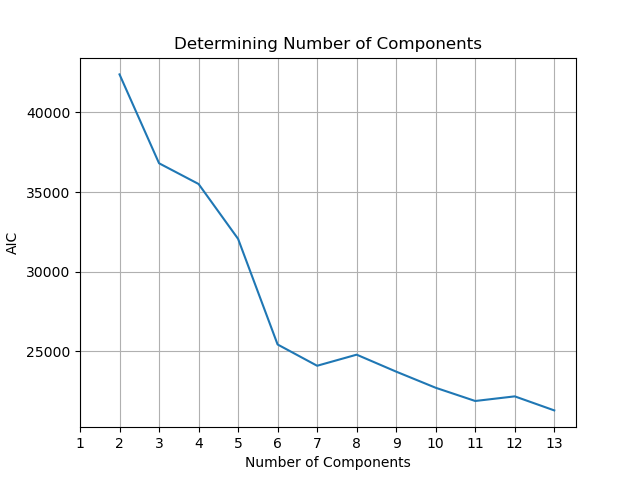 Determining Number of Components
40000
35000
30000
25000
AIC
1 2 3 4 5 6 7 8 9 10 11 12 13
Number of Components